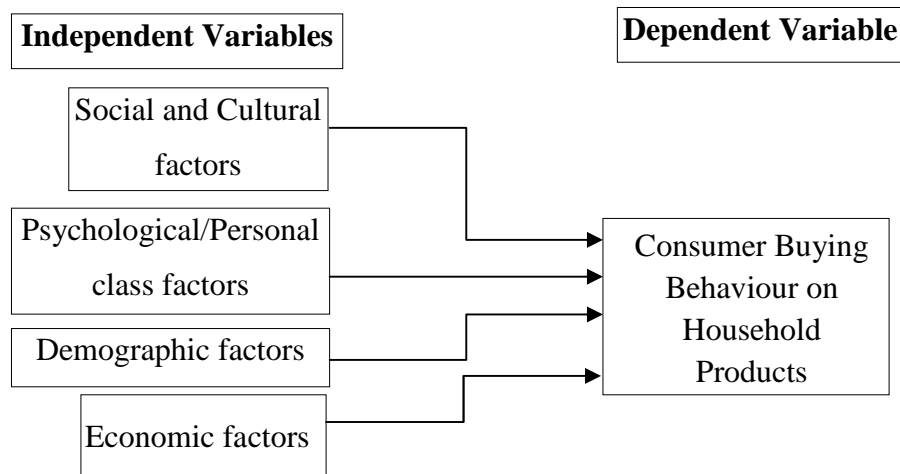 Independent Variables
Dependent Variable
Social and Cultural
factors
Psychological/Personal
class factors
Demographic factors
Economic factors
Consumer Buying
Behaviour on
Household
Products